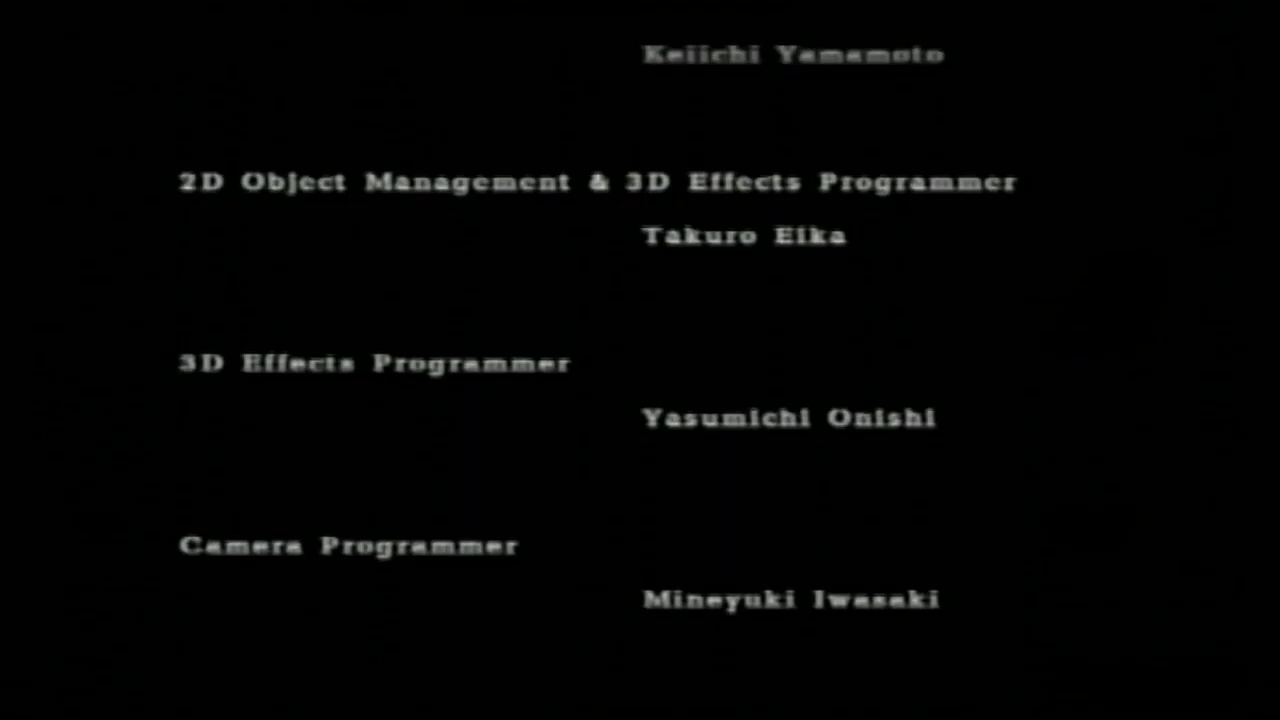 Keiichi Yamamoto
2D Object Management & 3D Effects Programmer
Takuro Eika
3D Effects Programmer
Yasumichi Onishi
Camera Programmer
Mineyuki Iwasaki